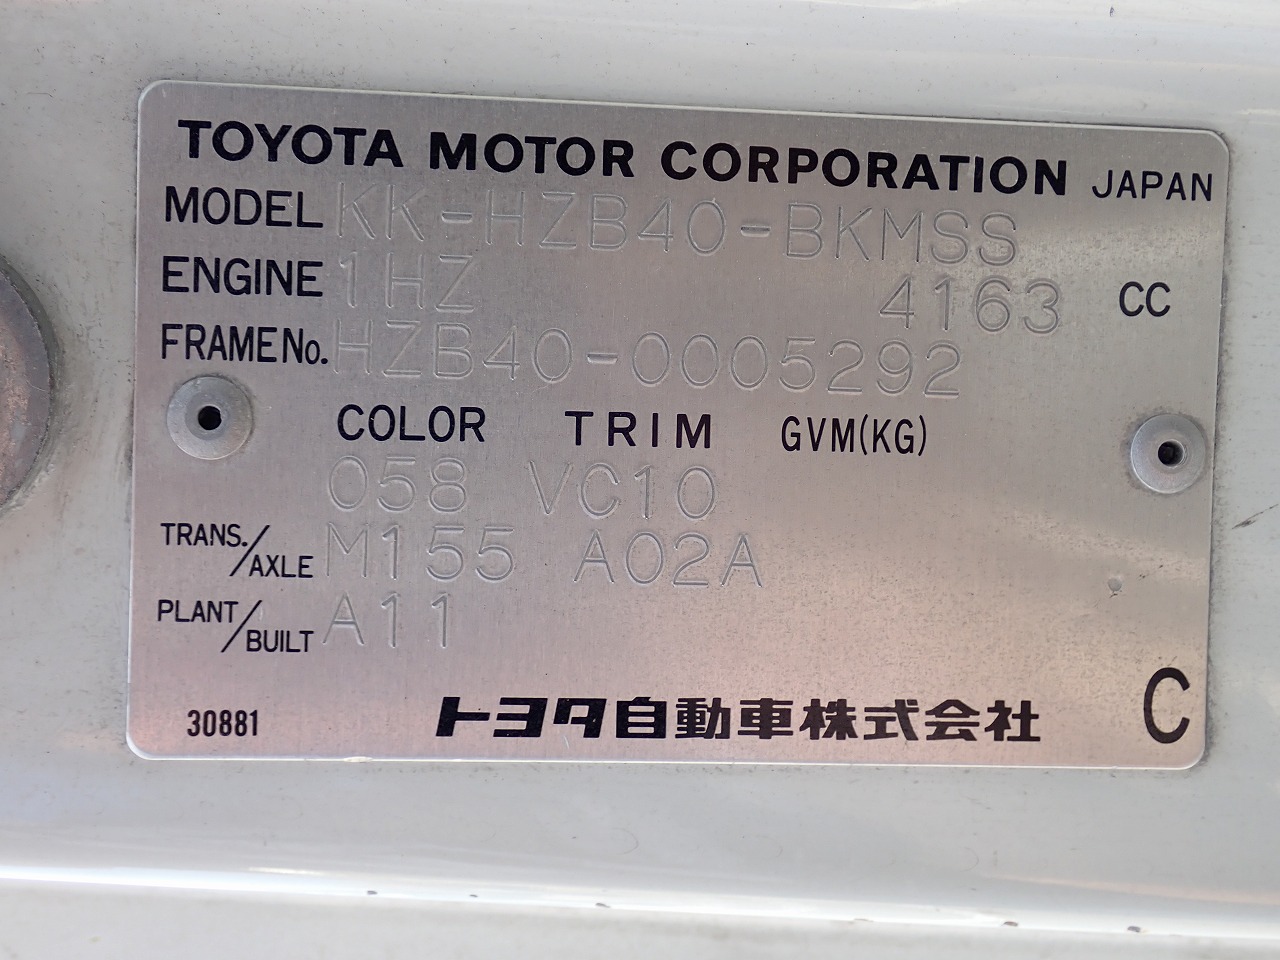 TOYOTA MOTOR CORPORATION JAPAN
MODEL KK-HZB40-BKMSS
ENGINE 1HZ 4163 CC
FRAME No. HZB40-0005292
COLOR TRIM GVM(KG)
058 VC10
TRANS./AXLE M155 A02A
PLANT/BUILT A11
30881 トヨタ自動車株式会社 C